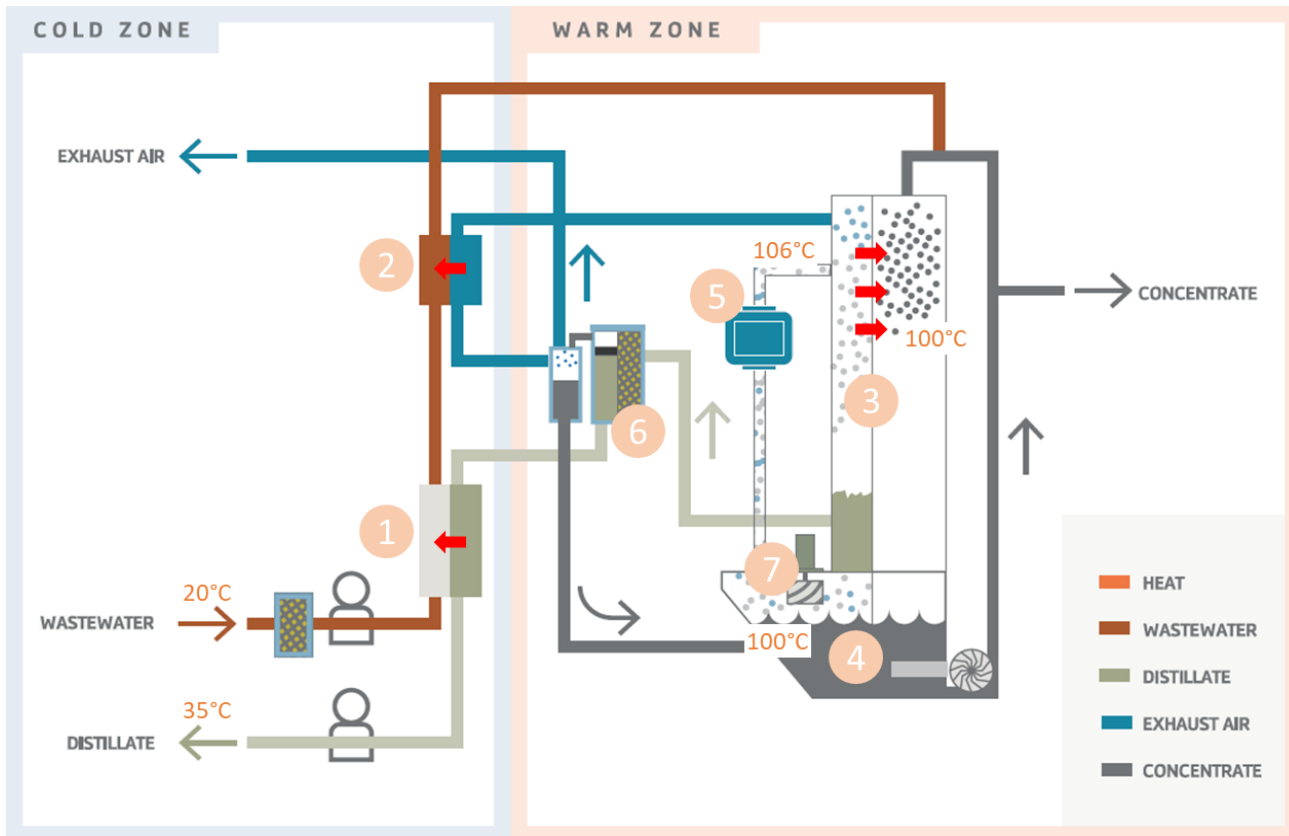 COLD ZONE
WARM ZONE
EXHAUST AIR
2
106°C
5
CONCENTRATE
100°C
3
6
1
7
20°C
WASTEWATER
100°C
4
35°C
DISTILLATE
HEAT
WASTEWATER
DISTILLATE
EXHAUST AIR
CONCENTRATE